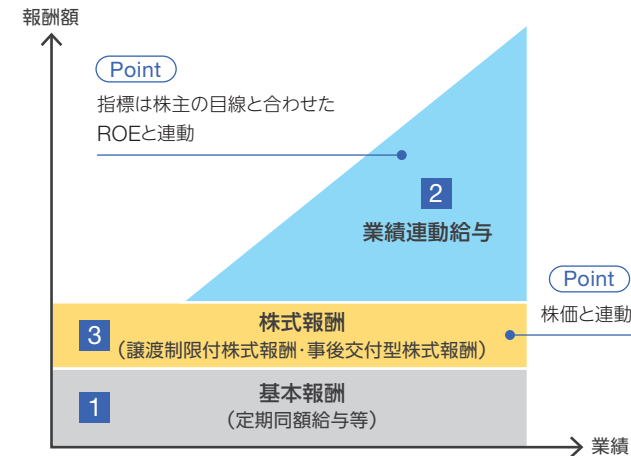 報酬額
Point
指標は株主の目線と合わせた
ROEと連動
2
業績連動給与
Point
株価と連動
3
株式報酬
（譲渡制限付株式報酬・事後交付型株式報酬）
1
基本報酬
（定期同額給与等）
業績